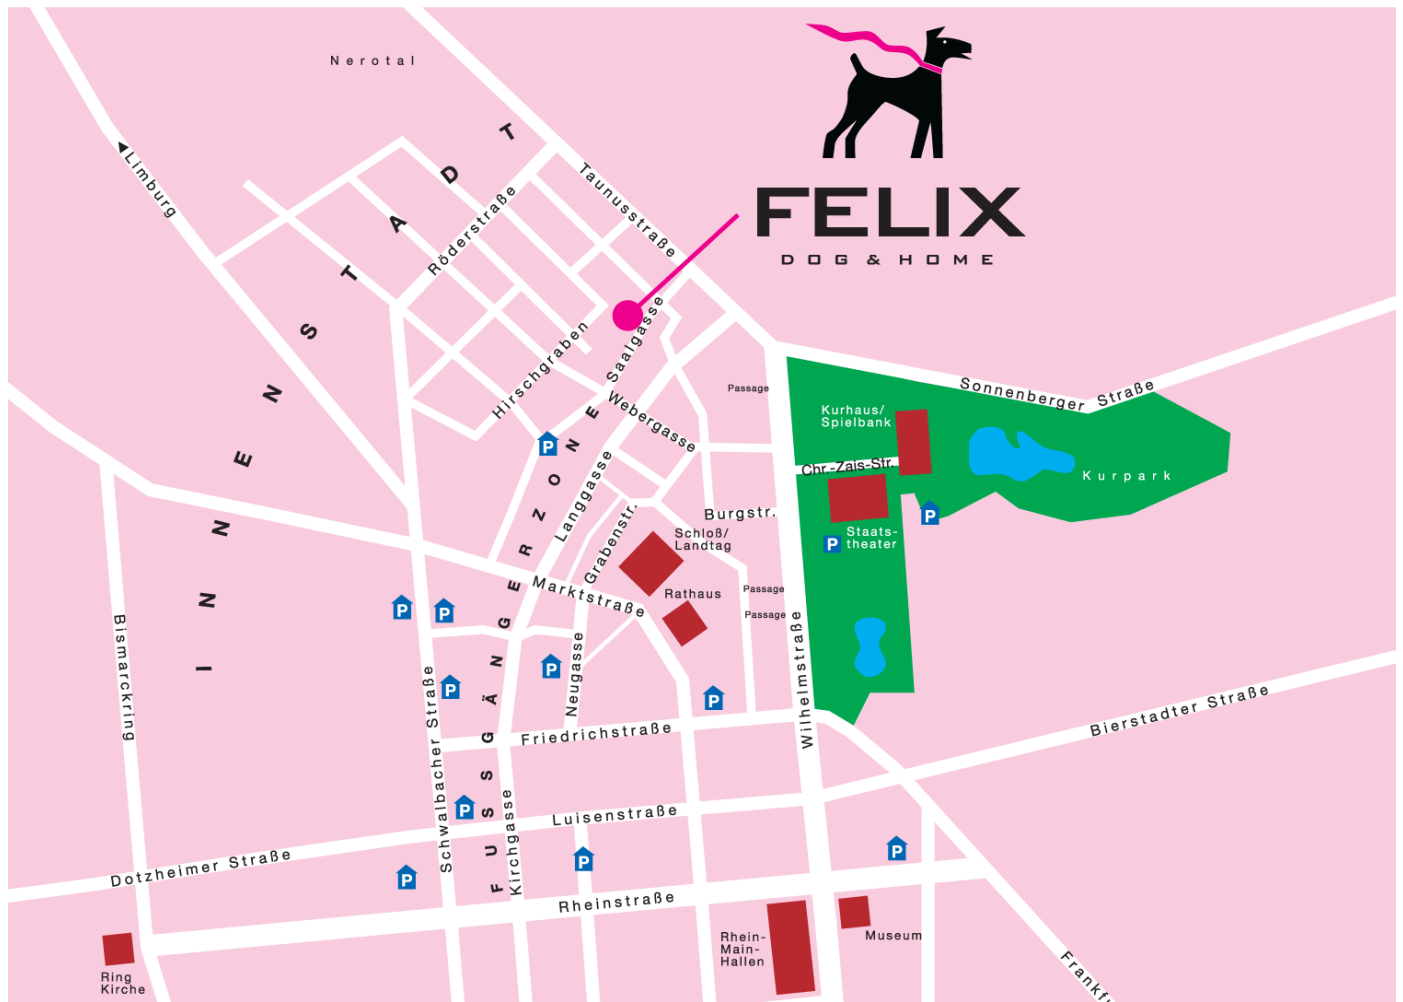 Nerotal
FELIX
DOG & HOME
Limburg
INNENSTADT
Röderstraße
Taunusstraße
Saalgasse
Hirschgraben
Webergasse
Passage
Sonnenberger Straße
Kurhaus/
Spielbank
Chr.-Zais-Str.
Kurpark
P
Langgasse
Grabenstr.
Burgstr.
P
Staats-
theater
P
Schloß/
Landtag
Marktstraße
Rathaus
Passage
Passage
P
P
P
P
P
Bismarckring
Schwalbacher Straße
FUSSGÄNGERZONE
Neugasse
Wilhelmstraße
Friedrichstraße
Bierstadter Straße
P
Luisenstraße
Kirchgasse
Dotzheimer Straße
P
P
P
Rheinstraße
Rhein-
Main-
Hallen
Museum
Ring
Kirche